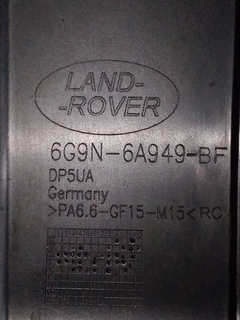 LAND-
-ROVER
6G9N-6A949-BF
DP5UA
Germany
>PA6.6-GF15-M15< RC